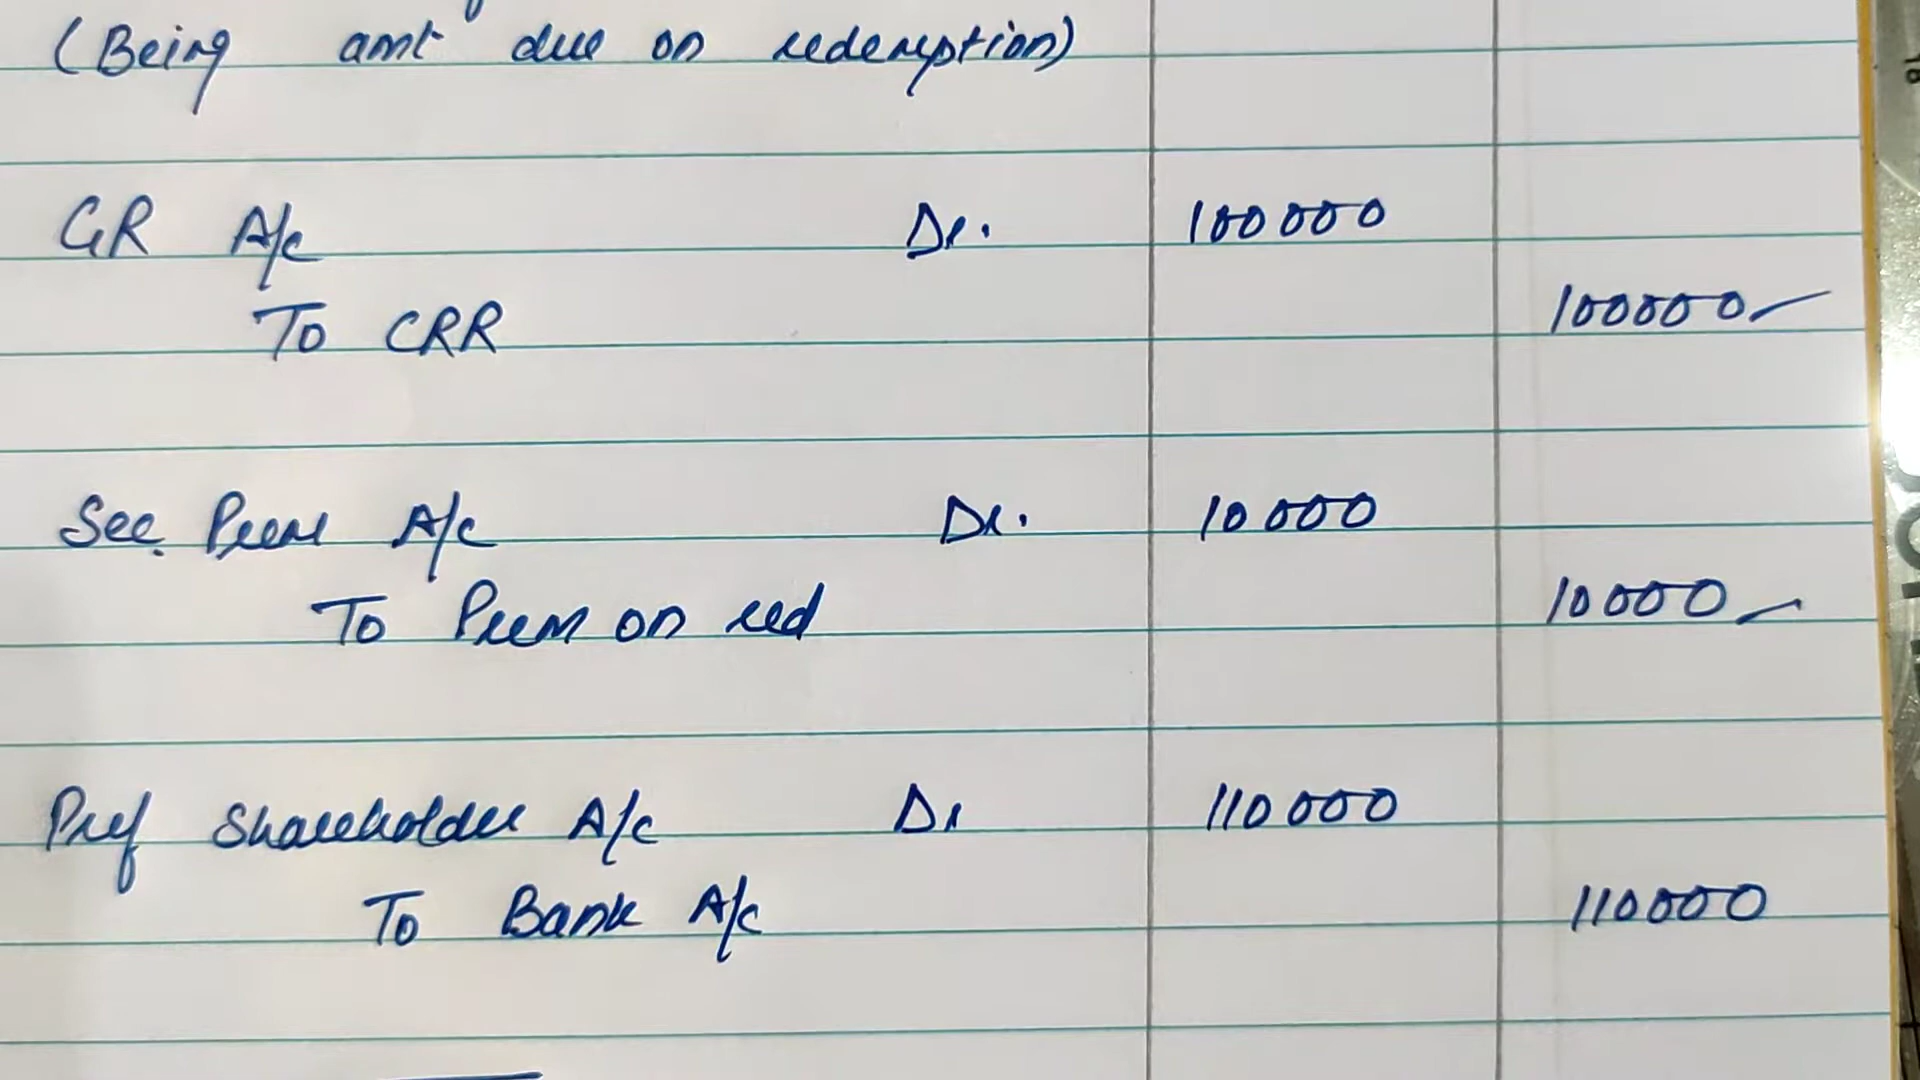 (Being amt due on redemption)
GR A/c Dr. 100000
To CRR 100000
Sec. Prem A/c Dr. 10000
To Prem on red 10000
Pref Shareholder A/c Dr 110000
To Bank A/c 110000
18